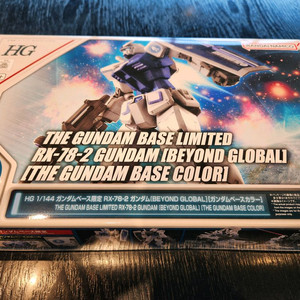 HG
THE GUNDAM BASE LIMITED
RX-78-2 GUNDAM [BEYOND GLOBAL]
[THE GUNDAM BASE COLOR]
HG 1/144 ガンダムベース限定 RX-78-2 ガンダム[BEYOND GLOBAL] [ガンダムベースカラー]
THE GUNDAM BASE LIMITED RX-78-2 GUNDAM [BEYOND GLOBAL] [THE GUNDAM BASE COLOR]